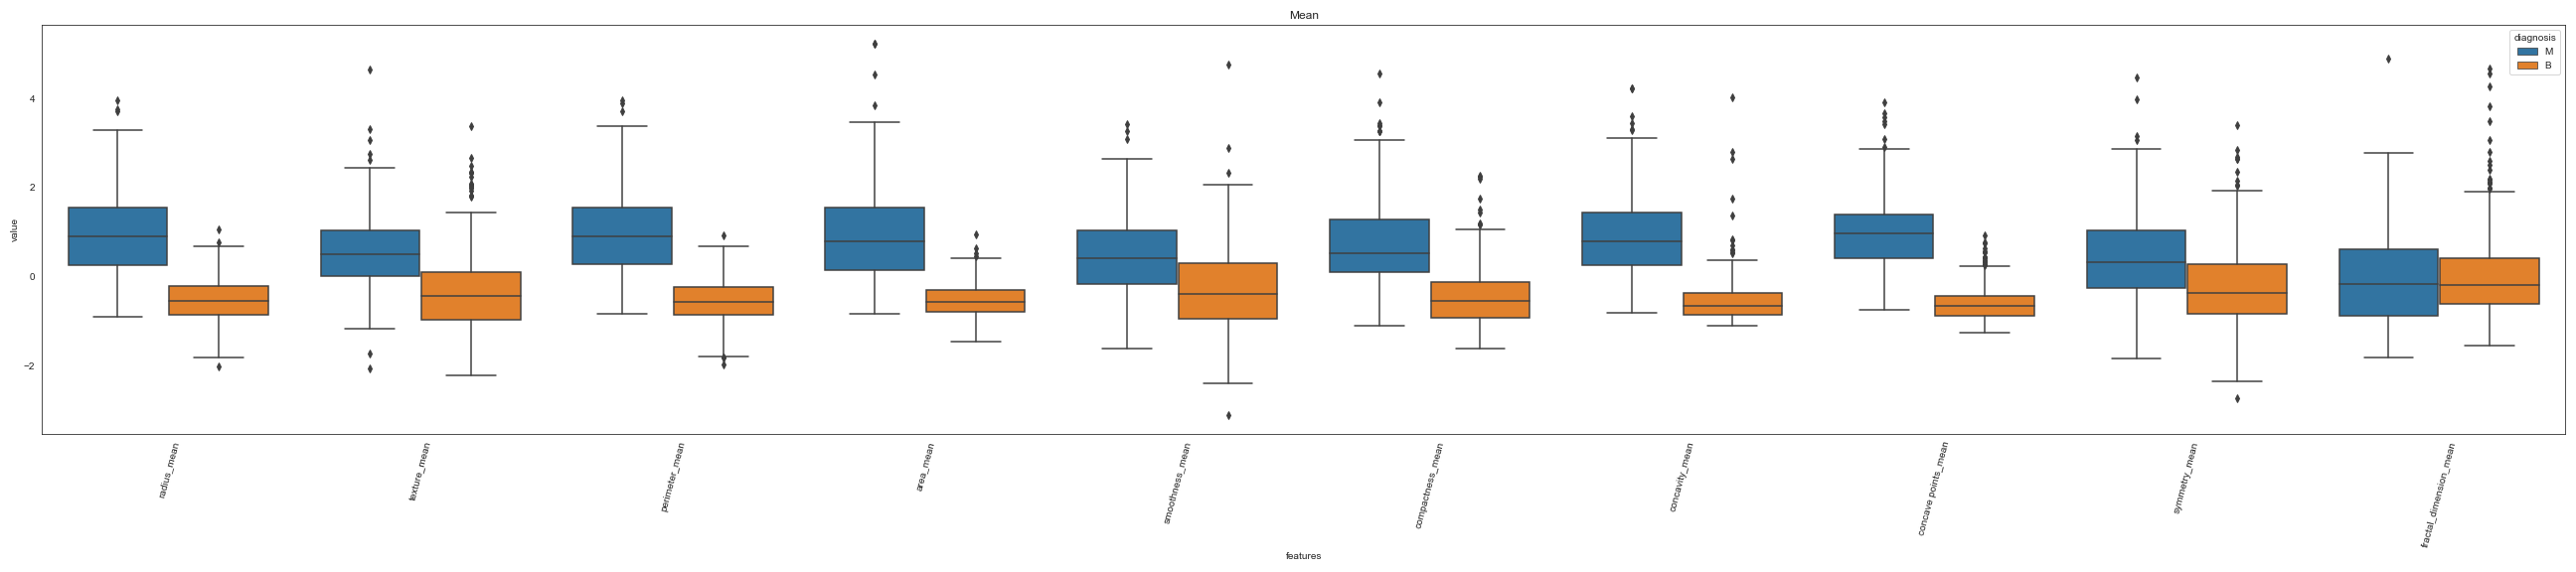 Mean
diagnosis
M
B
value
4
2
0
−2
radius_mean
texture_mean
perimeter_mean
area_mean
smoothness_mean
compactness_mean
concavity_mean
concave points_mean
symmetry_mean
fractal_dimension_mean
features